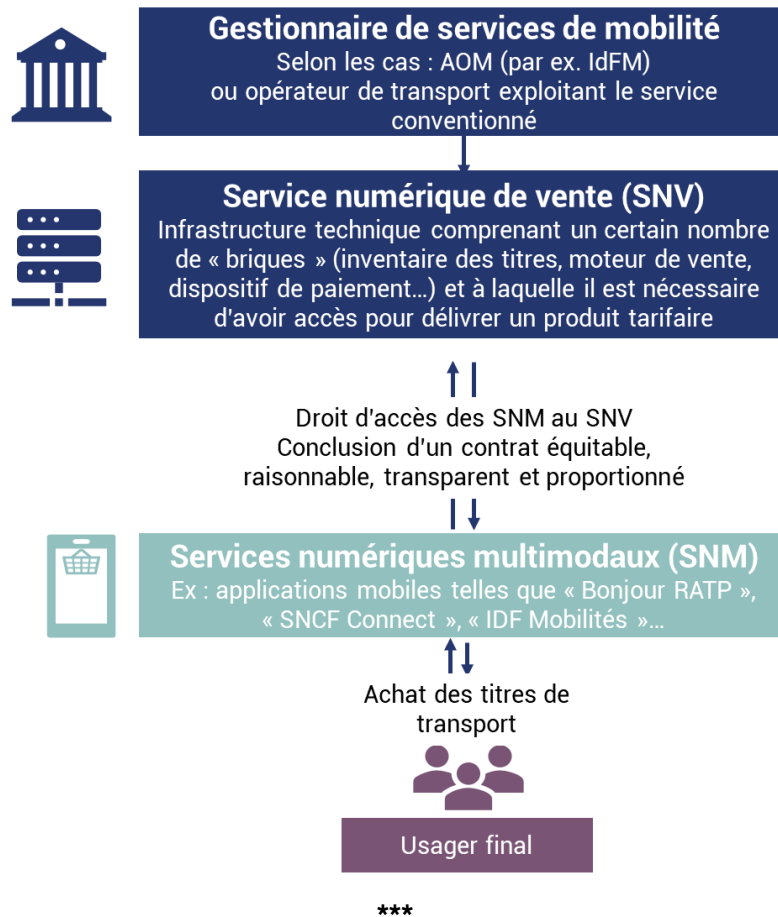 Gestionnaire de services de mobilité
Selon les cas : AOM (par ex. IdFM)
ou opérateur de transport exploitant le service
conventionné
Service numérique de vente (SNV)
Infrastructure technique comprenant un certain nombre
de « briques » (inventaire des titres, moteur de vente,
dispositif de paiement…) et à laquelle il est nécessaire
d'avoir accès pour délivrer un produit tarifaire
Droit d'accès des SNM au SNV
Conclusion d'un contrat équitable,
raisonnable, transparent et proportionné
Services numériques multimodaux (SNM)
Ex : applications mobiles telles que « Bonjour RATP »,
« SNCF Connect », « IDF Mobilités »…
Achat des titres de
transport
Usager final
***